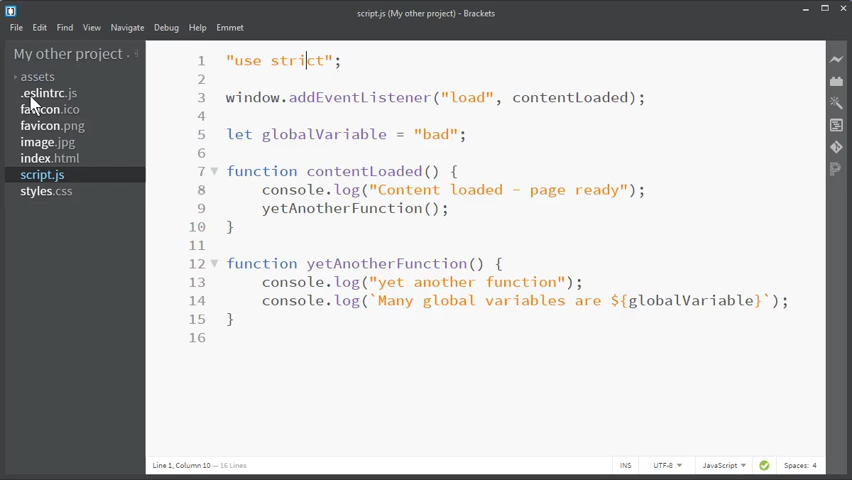 script.js (My other project) - Brackets
File Edit Find View Navigate Debug Help Emmet
My other project
assets
.eslintrc.js
favicon.ico
favicon.png
image.jpg
index.html
script.js
styles.css
1 "use strict";
2
3 window.addEventListener("load", contentLoaded);
4
5 let globalVariable = "bad";
6
7 function contentLoaded() {
8 console.log("Content loaded - page ready");
9 yetAnotherFunction();
10 }
11
12 function yetAnotherFunction() {
13 console.log("yet another function");
14 console.log(`Many global variables are ${globalVariable}`);
15 }
16
Line 1, Column 10 — 16 Lines INS UTF-8 JavaScript Spaces: 4